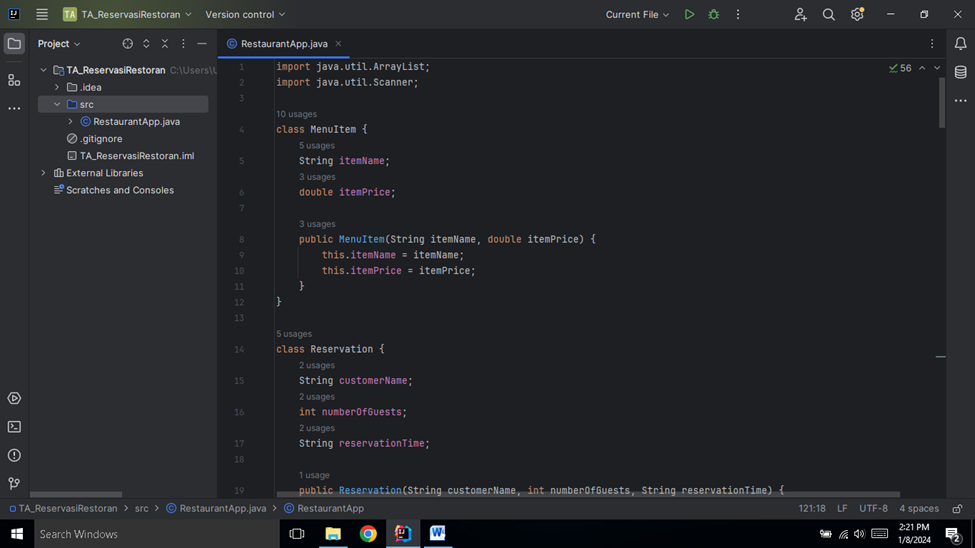 TA TA_ReservasiRestoran Version control Current File
Project
RestaurantApp.java
TA_ReservasiRestoran C:\Users\U
.idea
src
RestaurantApp.java
.gitignore
TA_ReservasiRestoran.iml
External Libraries
Scratches and Consoles
56
1 import java.util.ArrayList;
2 import java.util.Scanner;
3
10 usages
4 class MenuItem {
5 usages
5 String itemName;
3 usages
6 double itemPrice;
7
3 usages
8 public MenuItem(String itemName, double itemPrice) {
9 this.itemName = itemName;
10 this.itemPrice = itemPrice;
11 }
12 }
13
5 usages
14 class Reservation {
2 usages
15 String customerName;
2 usages
16 int numberOfGuests;
2 usages
17 String reservationTime;
18
1 usage
19 public Reservation(String customerName, int numberOfGuests, String reservationTime) {
TA_ReservasiRestoran > src > RestaurantApp.java > RestaurantApp 121:18 LF UTF-8 4 spaces
Search Windows
2:21 PM
1/8/2024
2